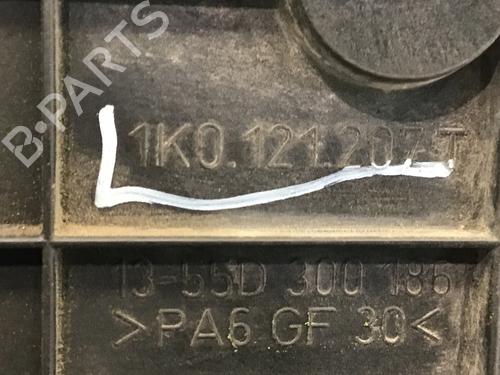 B-PARTS
1K0.121.207.T
13-55D 300 186
>PA6 GF 30<